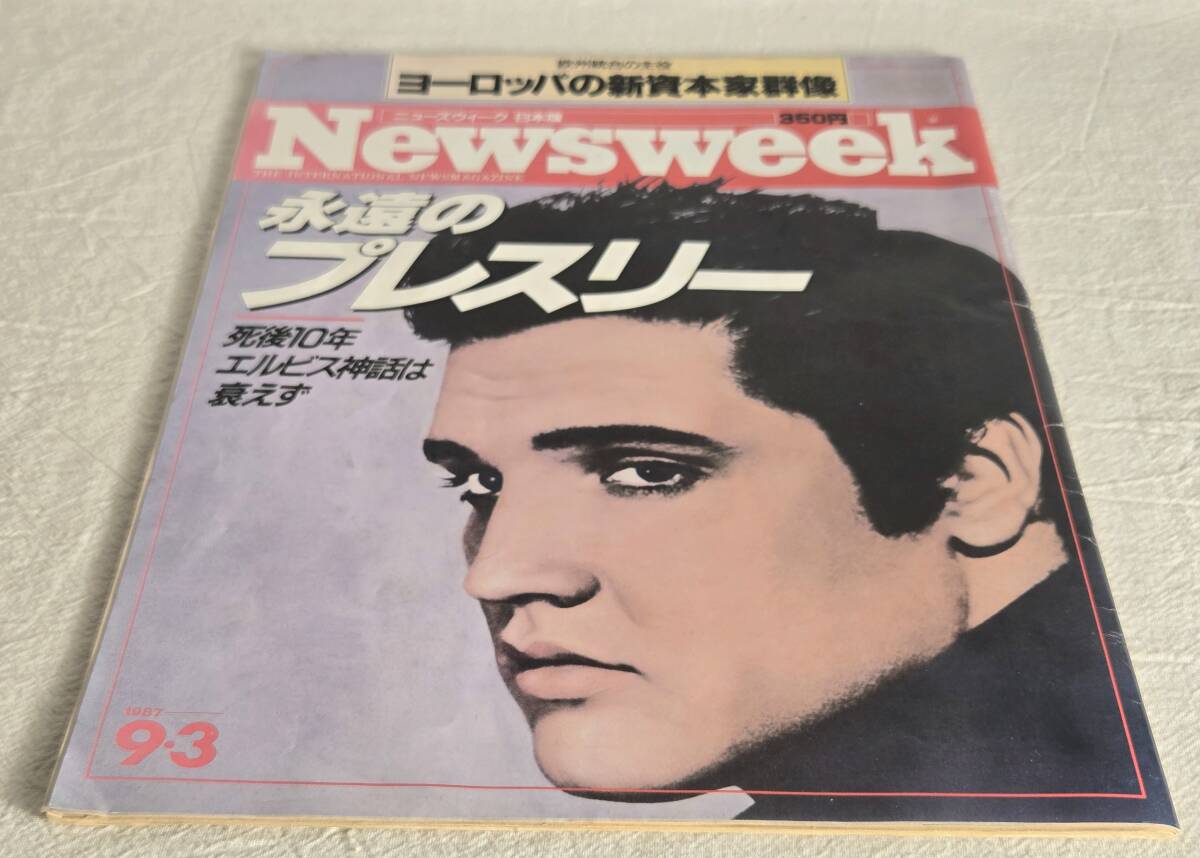 欧州統合の主役
ヨーロッパの新資本家群像
ニューズウィーク 日本版
350円
Newsweek
THE INTERNATIONAL NEWSMAGAZINE
永遠の
プレスリー
死後10年
エルビス神話は
衰えず
1987
9・3